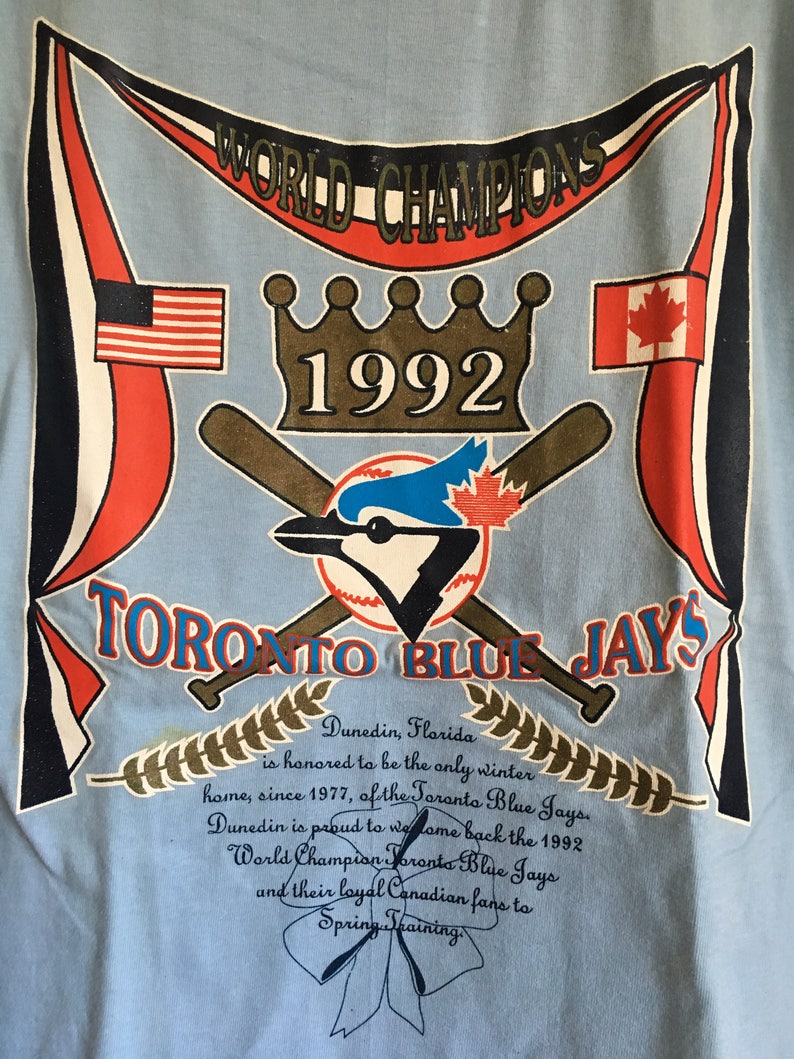 WORLD CHAMPIONS
1992
TORONTO BLUE JAYS
Dunedin, Florida
is honored to be the only winter
home, since 1977, of the Toronto Blue Jays.
Dunedin is proud to welcome back the 1992
World Champion Toronto Blue Jays
and their loyal Canadian fans to
Spring Training.